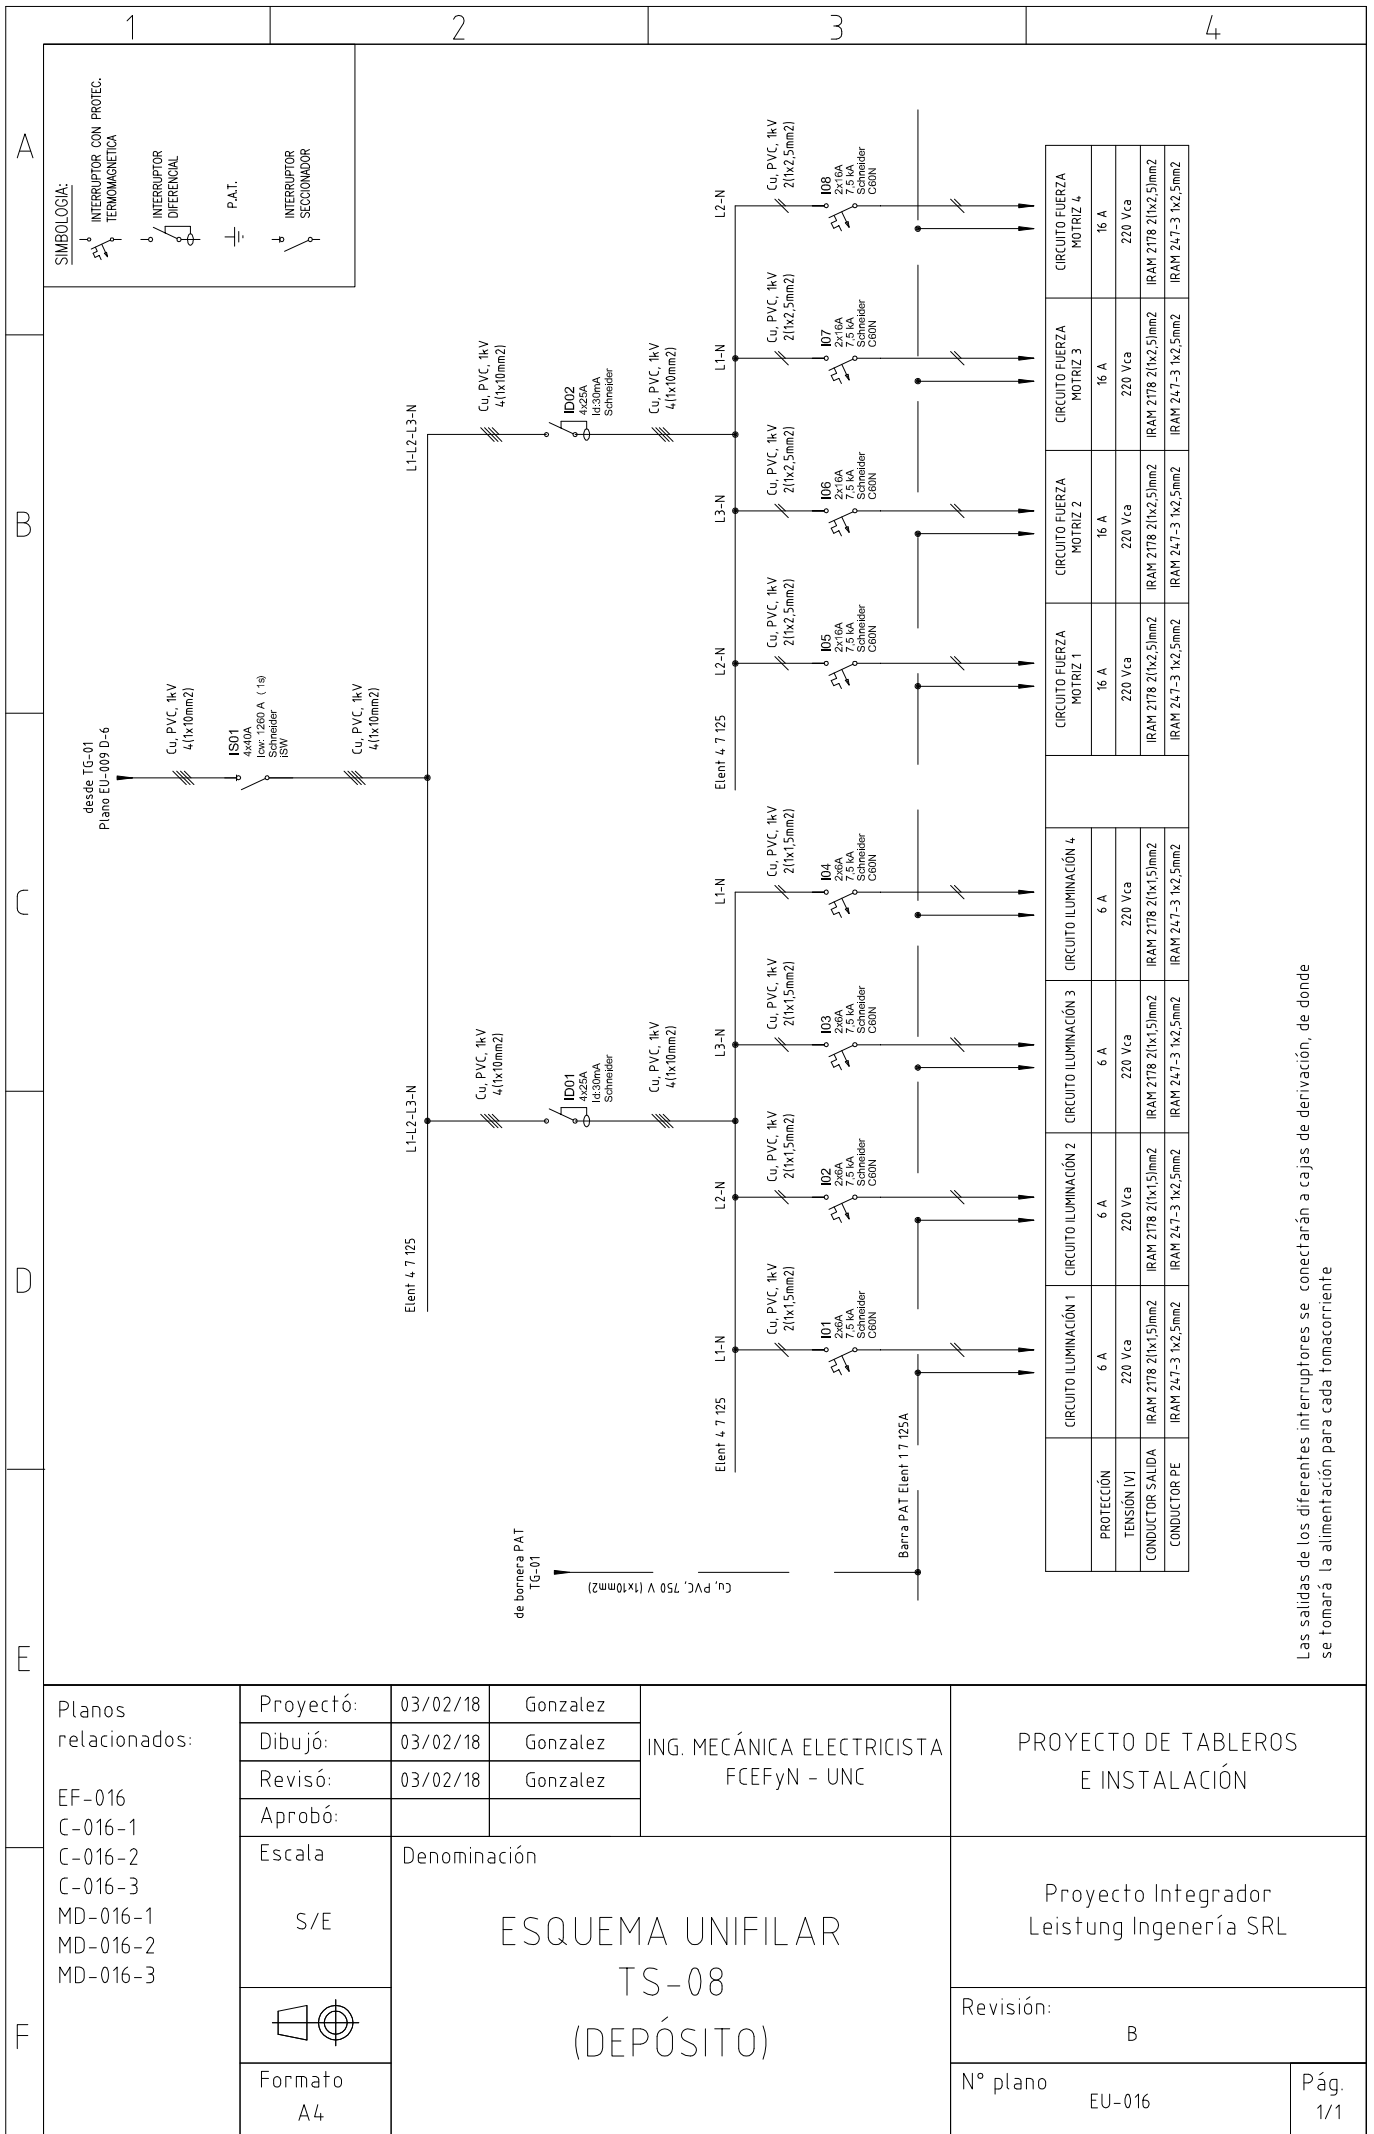 1
2
3
4
A
B
C
D
E
F
SIMBOLOGIA:
INTERRUPTOR CON PROTEC.
TERMOMAGNETICA
INTERRUPTOR
DIFERENCIAL
P.A.T.
INTERRUPTOR
SECCIONADOR
desde TG-01
Plano EU-009 D-6
Cu, PVC, 1kV
4(1x10mm2)
IS01
4x40A
Icw: 1260 A ( 1s)
Schneider
iSW
Cu, PVC, 1kV
4(1x10mm2)
Elent 4 7 125
L1-L2-L3-N
L1-L2-L3-N
Cu, PVC, 1kV
4(1x10mm2)
ID01
4x25A
Id:30mA
Schneider
Cu, PVC, 1kV
4(1x10mm2)
Cu, PVC, 1kV
4(1x10mm2)
ID02
4x25A
Id:30mA
Schneider
Cu, PVC, 1kV
4(1x10mm2)
Elent 4 7 125
L1-N
Cu, PVC, 1kV
2(1x1,5mm2)
I01
2x6A
7,5 kA
Schneider
C60N
L2-N
Cu, PVC, 1kV
2(1x1,5mm2)
I02
2x6A
7,5 kA
Schneider
C60N
L3-N
Cu, PVC, 1kV
2(1x1,5mm2)
I03
2x6A
7,5 kA
Schneider
C60N
L1-N
Cu, PVC, 1kV
2(1x1,5mm2)
I04
2x6A
7,5 kA
Schneider
C60N
Elent 4 7 125
L2-N
Cu, PVC, 1kV
2(1x2,5mm2)
I05
2x16A
7,5 kA
Schneider
C60N
L3-N
Cu, PVC, 1kV
2(1x2,5mm2)
I06
2x16A
7,5 kA
Schneider
C60N
L1-N
Cu, PVC, 1kV
2(1x2,5mm2)
I07
2x16A
7,5 kA
Schneider
C60N
L2-N
Cu, PVC, 1kV
2(1x2,5mm2)
I08
2x16A
7,5 kA
Schneider
C60N
de bornera PAT
TG-01
Cu, PVC, 750 V (1x10mm2)
Barra PAT Elent 1 7 125A
PROTECCIÓN
TENSIÓN [V]
CONDUCTOR SALIDA
CONDUCTOR PE
CIRCUITO ILUMINACIÓN 1
6 A
220 Vca
IRAM 2178 2(1x1,5)mm2
IRAM 247-3 1x2,5mm2
CIRCUITO ILUMINACIÓN 2
6 A
220 Vca
IRAM 2178 2(1x1,5)mm2
IRAM 247-3 1x2,5mm2
CIRCUITO ILUMINACIÓN 3
6 A
220 Vca
IRAM 2178 2(1x1,5)mm2
IRAM 247-3 1x2,5mm2
CIRCUITO ILUMINACIÓN 4
6 A
220 Vca
IRAM 2178 2(1x1,5)mm2
IRAM 247-3 1x2,5mm2
CIRCUITO FUERZA
MOTRIZ 1
16 A
220 Vca
IRAM 2178 2(1x2,5)mm2
IRAM 247-3 1x2,5mm2
CIRCUITO FUERZA
MOTRIZ 2
16 A
220 Vca
IRAM 2178 2(1x2,5)mm2
IRAM 247-3 1x2,5mm2
CIRCUITO FUERZA
MOTRIZ 3
16 A
220 Vca
IRAM 2178 2(1x2,5)mm2
IRAM 247-3 1x2,5mm2
CIRCUITO FUERZA
MOTRIZ 4
16 A
220 Vca
IRAM 2178 2(1x2,5)mm2
IRAM 247-3 1x2,5mm2
Las salidas de los diferentes interruptores se conectarán a cajas de derivación, de donde
se tomará la alimentación para cada tomacorriente
Planos
relacionados:
EF-016
C-016-1
C-016-2
C-016-3
MD-016-1
MD-016-2
MD-016-3
Proyectó: 03/02/18 Gonzalez
Dibujó: 03/02/18 Gonzalez
Revisó: 03/02/18 Gonzalez
Aprobó:
ING. MECÁNICA ELECTRICISTA
FCEFyN - UNC
PROYECTO DE TABLEROS
E INSTALACIÓN
Escala
S/E
Formato
A4
Denominación
ESQUEMA UNIFILAR
TS-08
(DEPÓSITO)
Proyecto Integrador
Leistung Ingenería SRL
Revisión:
B
N° plano
EU-016
Pág.
1/1